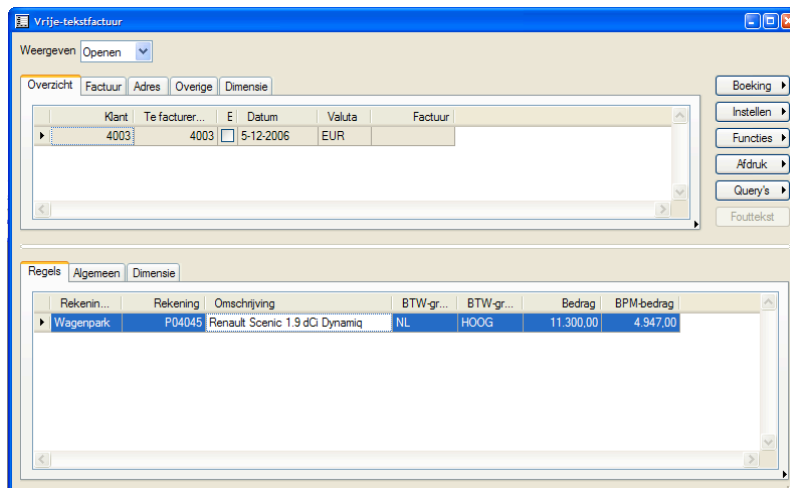 Vrije-tekstfactuur
Weergeven Openen
Overzicht Factuur Adres Overige Dimensie
Boeking
Klant Te facturer... E Datum Valuta Factuur
Instellen
4003 4003 5-12-2006 EUR
Functies
Afdruk
Query's
Fouttekst
Regels Algemeen Dimensie
Rekenin... Rekening Omschrijving BTW-gr... BTW-gr... Bedrag BPM-bedrag
Wagenpark P04045 Renault Scenic 1.9 dCi Dynamiq NL HOOG 11.300,00 4.947,00